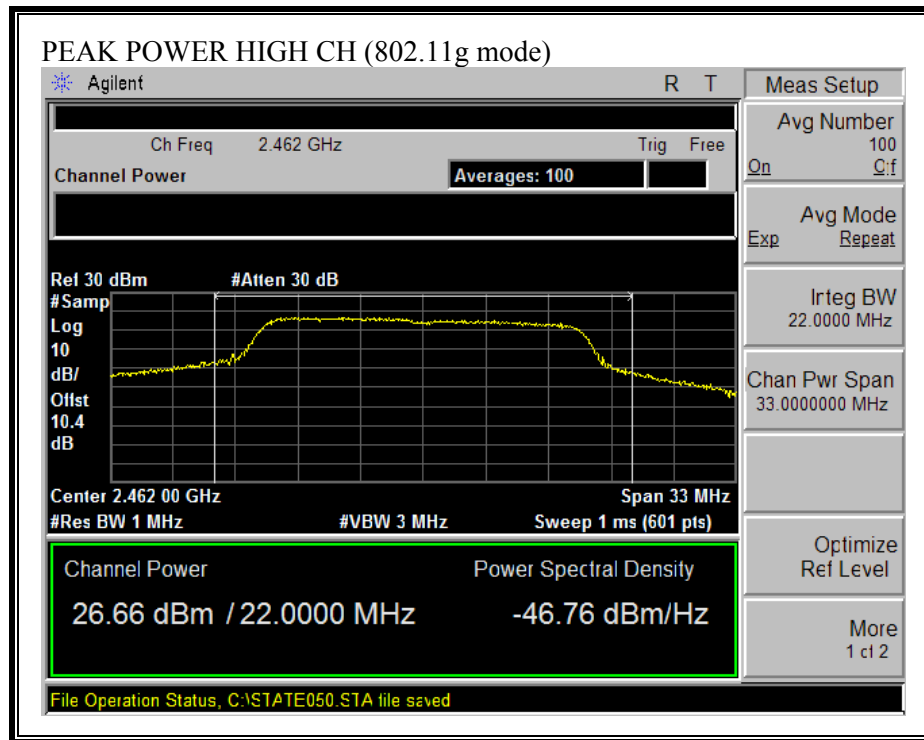 PEAK POWER HIGH CH (802.11g mode)
Agilent R T
Ch Freq 2.462 GHz Trig Free
Channel Power Averages: 100
Ref 30 dBm #Atten 30 dB
#Samp
Log
10
dB/
Offst
10.4
dB
Center 2.462 00 GHz Span 33 MHz
#Res BW 1 MHz #VBW 3 MHz Sweep 1 ms (601 pts)
Channel Power Power Spectral Density
26.66 dBm / 22.0000 MHz -46.76 dBm/Hz
File Operation Status, C:\STATE050.STA file saved
Meas Setup
Avg Number
100
On Off
Avg Mode
Exp Repeat
Integ BW
22.0000 MHz
Chan Pwr Span
33.0000000 MHz
Optimize
Ref Level
More
1 of 2